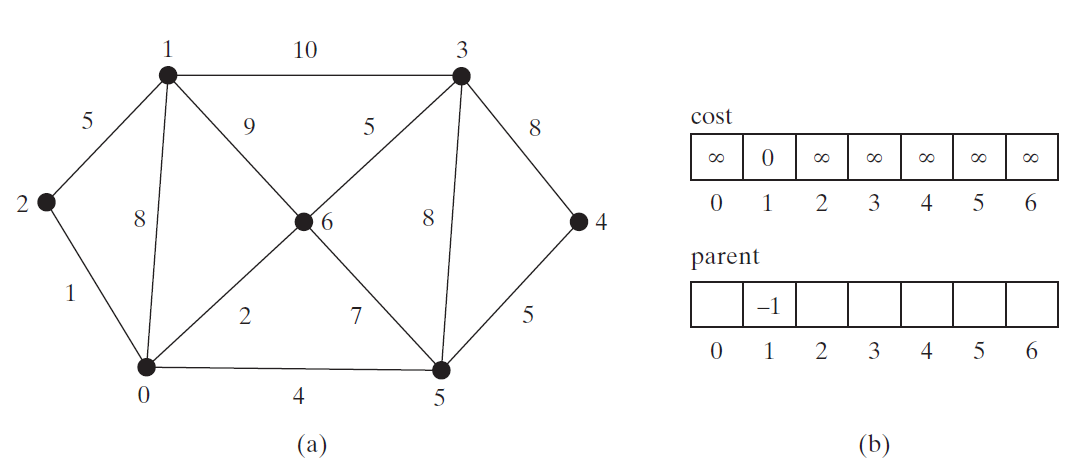 1 10 3
5 9 5 8
2 8 6 8 4
1 2 7 5
0 4 5
(a)
cost
∞ 0 ∞ ∞ ∞ ∞ ∞
0 1 2 3 4 5 6
parent
–1
0 1 2 3 4 5 6
(b)